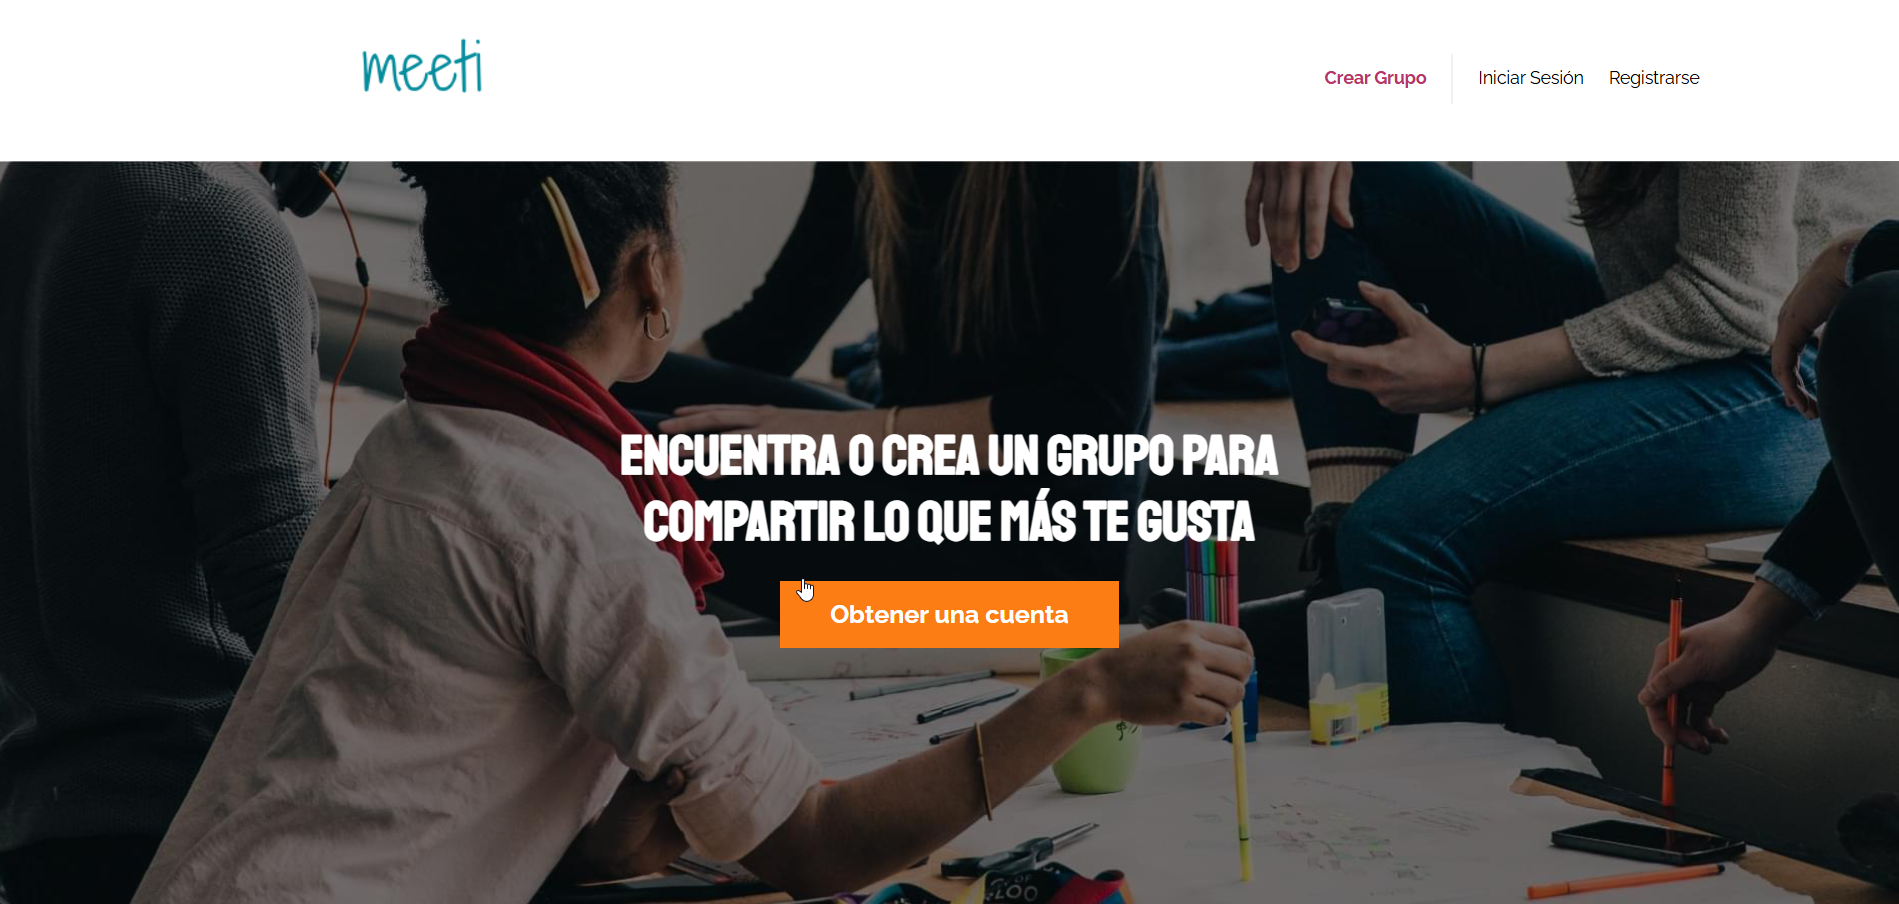 meeti
Crear Grupo
Iniciar Sesión
Registrarse
ENCUENTRA O CREA UN GRUPO PARA
COMPARTIR LO QUE MÁS TE GUSTA
Obtener una cuenta